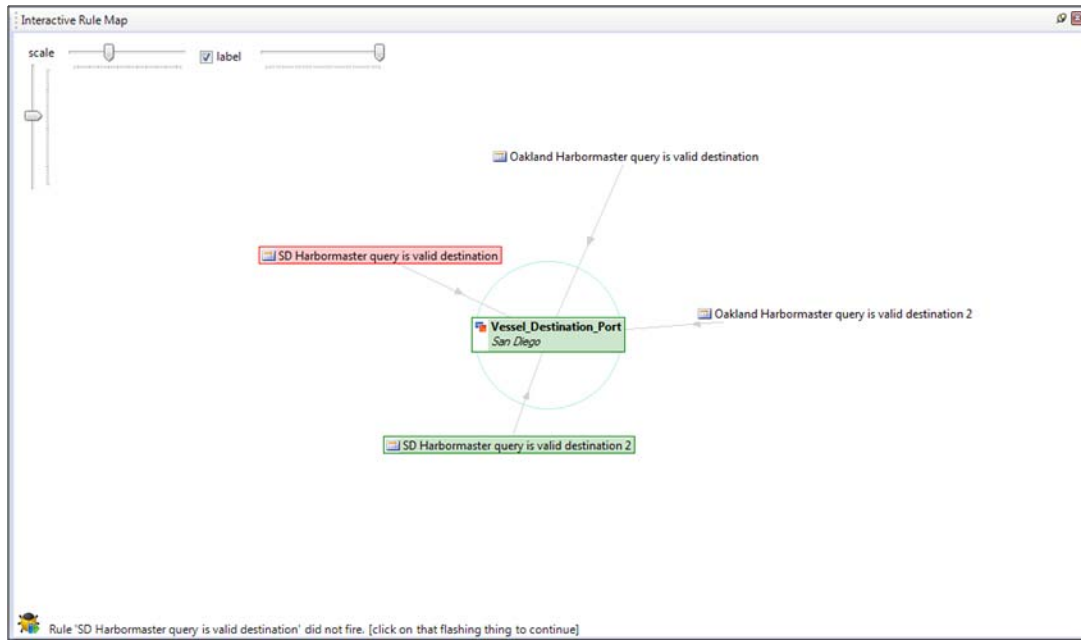 Interactive Rule Map
scale
label
Oakland Harbormaster query is valid destination
SD Harbormaster query is valid destination
Oakland Harbormaster query is valid destination 2
Vessel_Destination_Port
San Diego
SD Harbormaster query is valid destination 2
Rule 'SD Harbormaster query is valid destination' did not fire. [click on that flashing thing to continue]